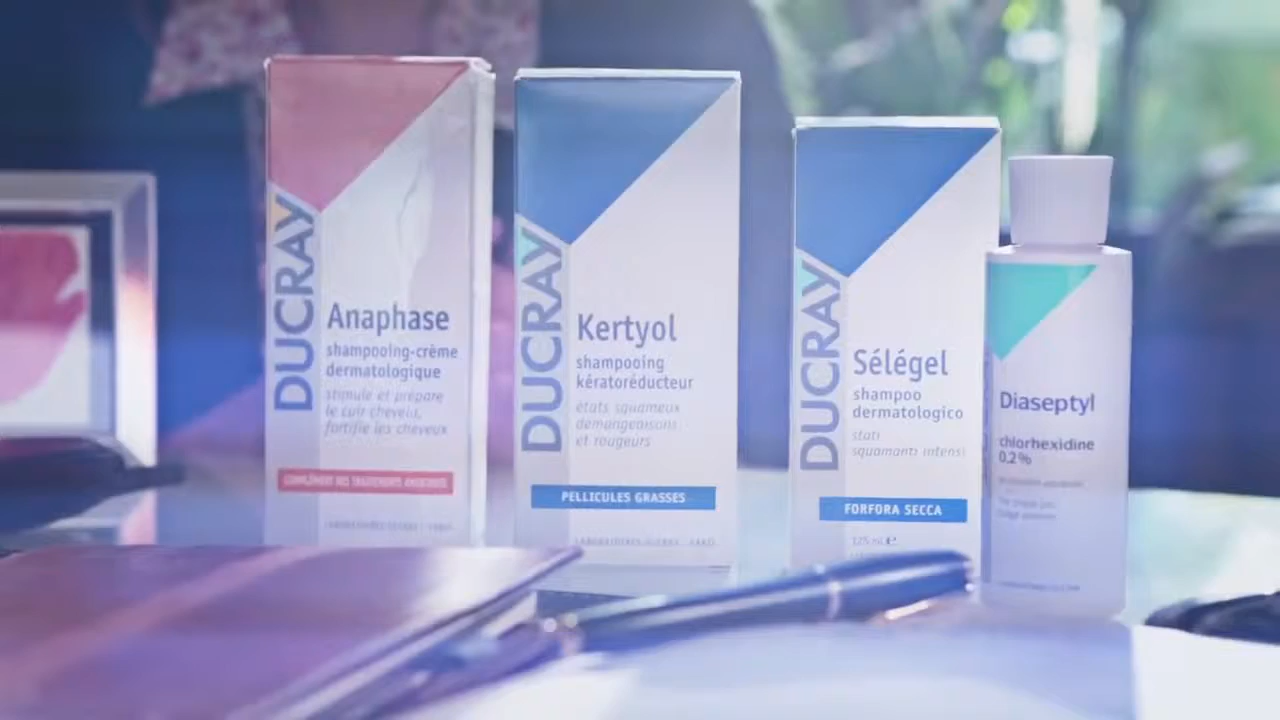 DUCRAY
Anaphase
shampooing-crème
dermatologique
stimule et prépare
le cuir chevelu,
fortifie les cheveux
DUCRAY
Kertyol
shampooing
kératoréducteur
états squameux
démangeaisons
et rougeurs
PELLICULES GRASSES
DUCRAY
Sélégel
shampoo
dermatologico
stati
squamanti intensi
FORFORA SECCA
125 ml e
Diaseptyl
chlorhexidine
0,2%